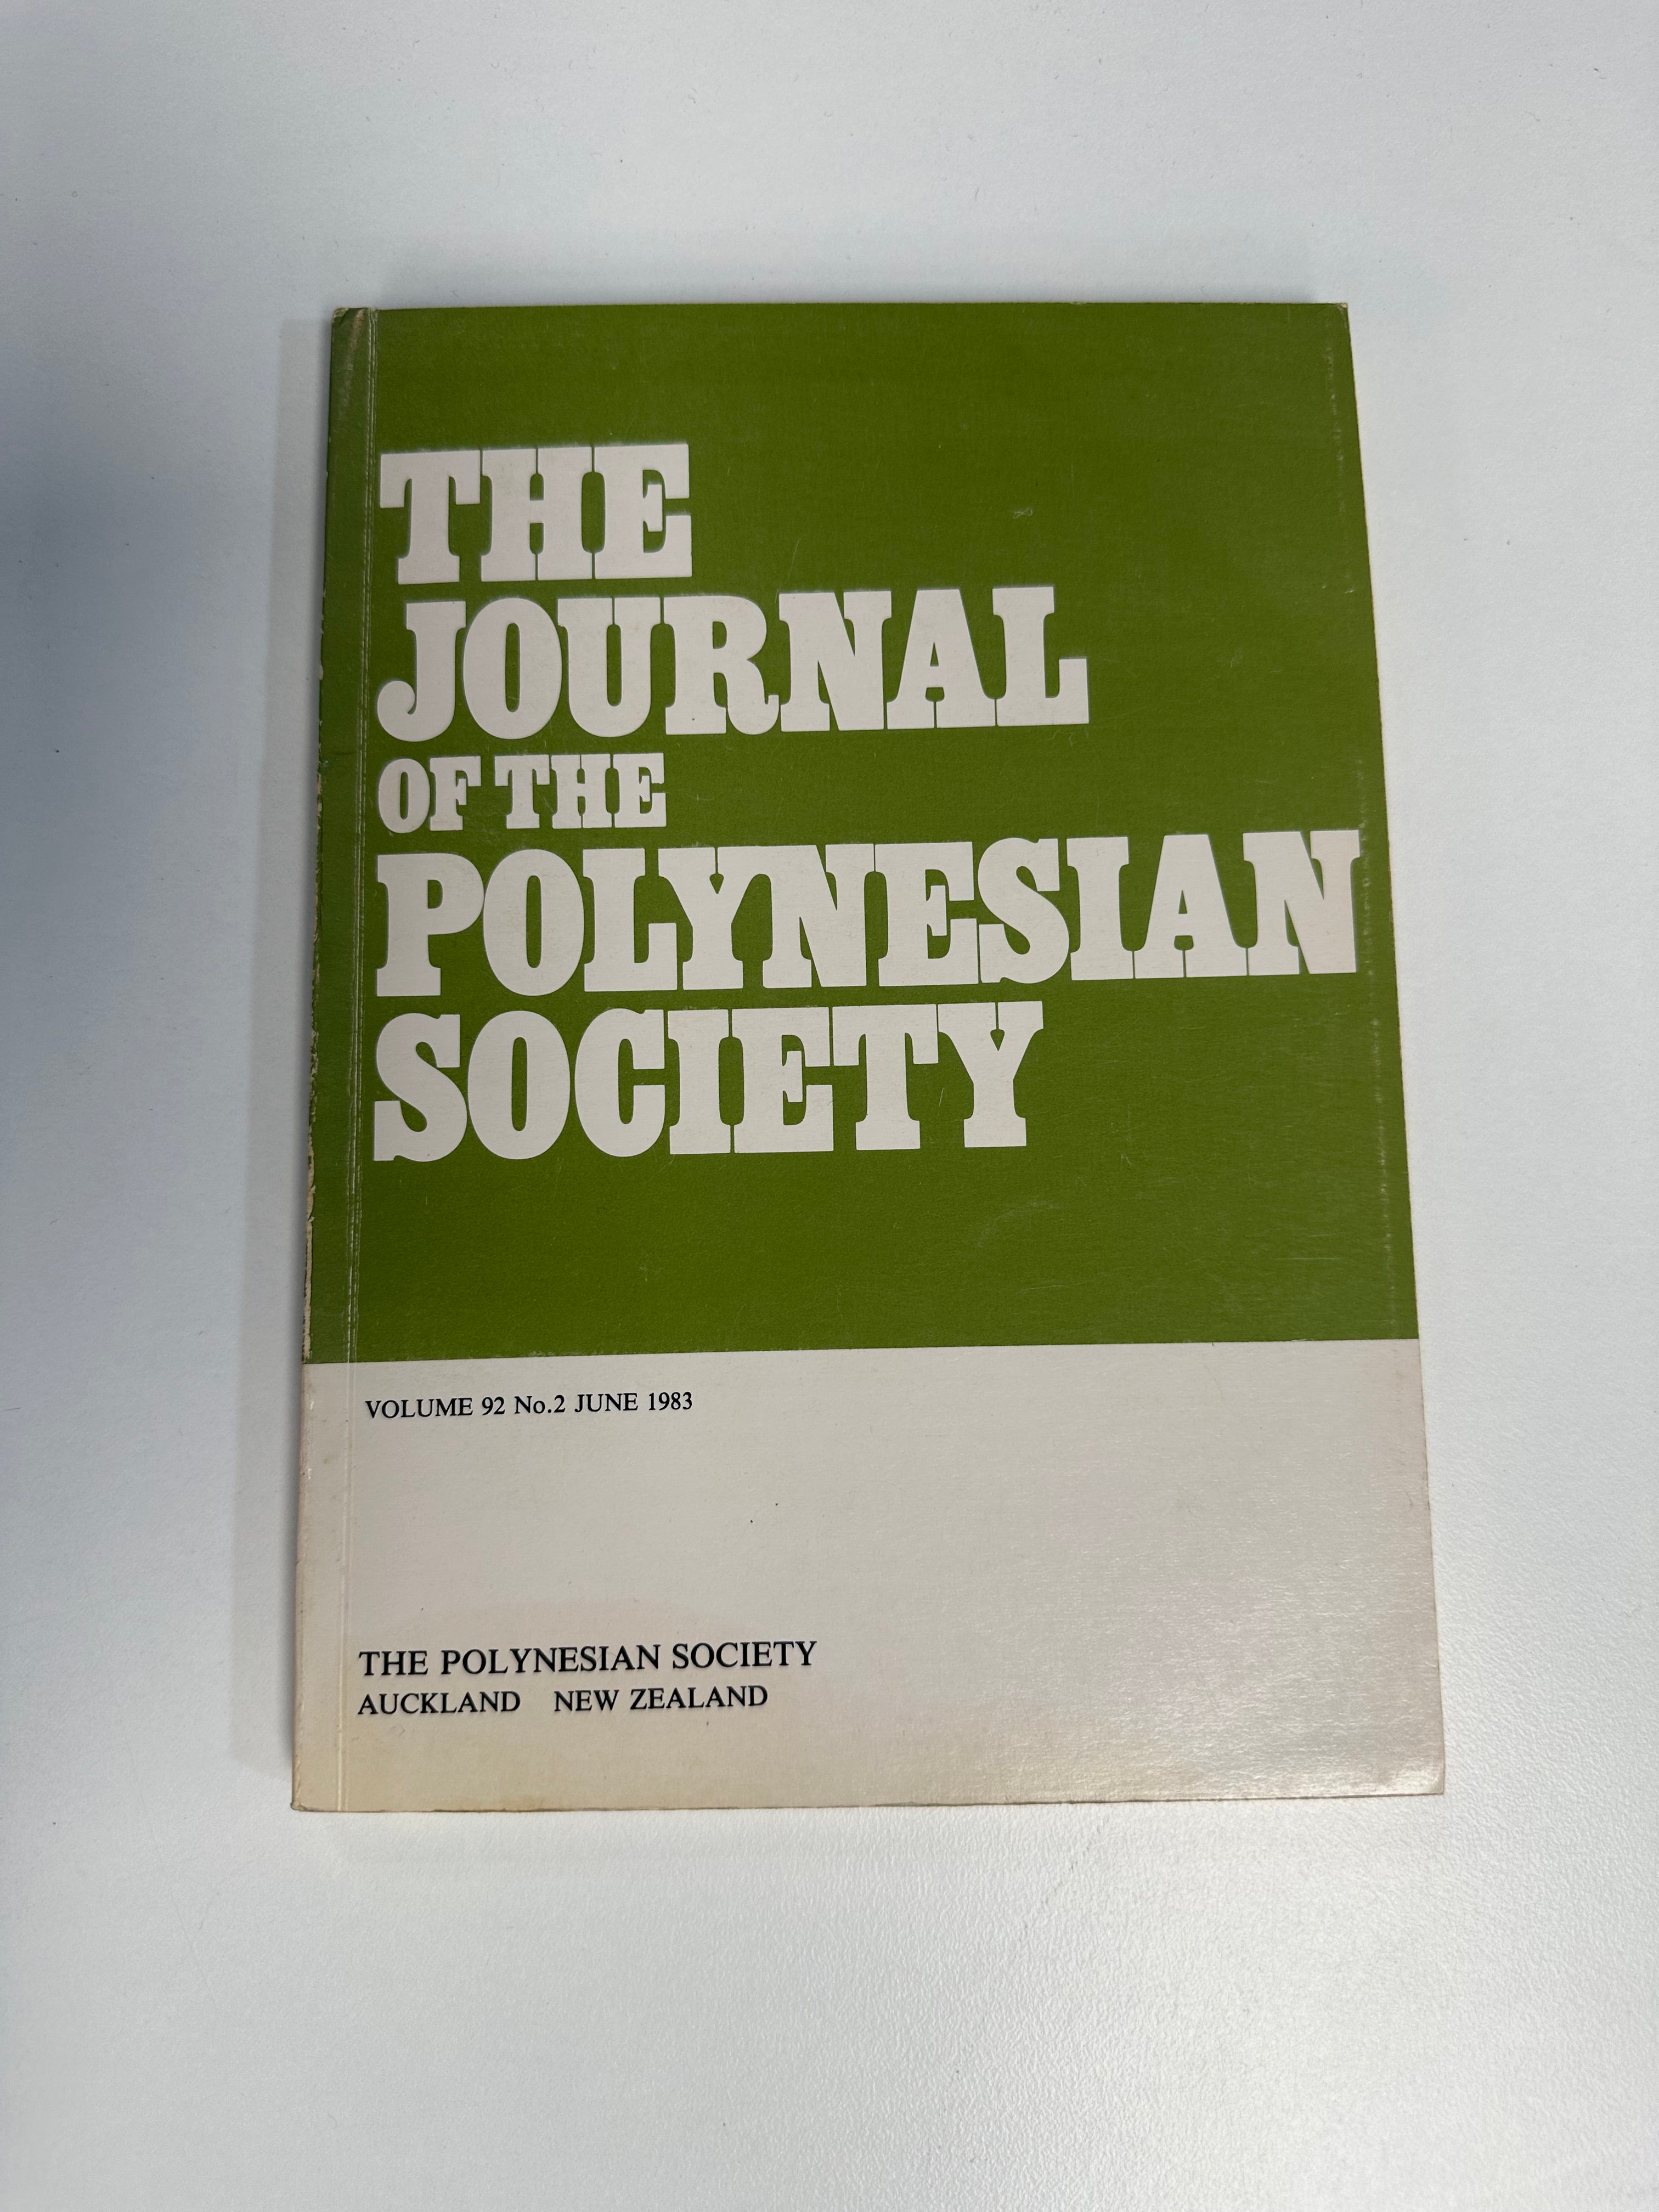 THE
JOURNAL
OF THE
POLYNESIAN
SOCIETY
VOLUME 92 No.2 JUNE 1983
THE POLYNESIAN SOCIETY
AUCKLAND NEW ZEALAND